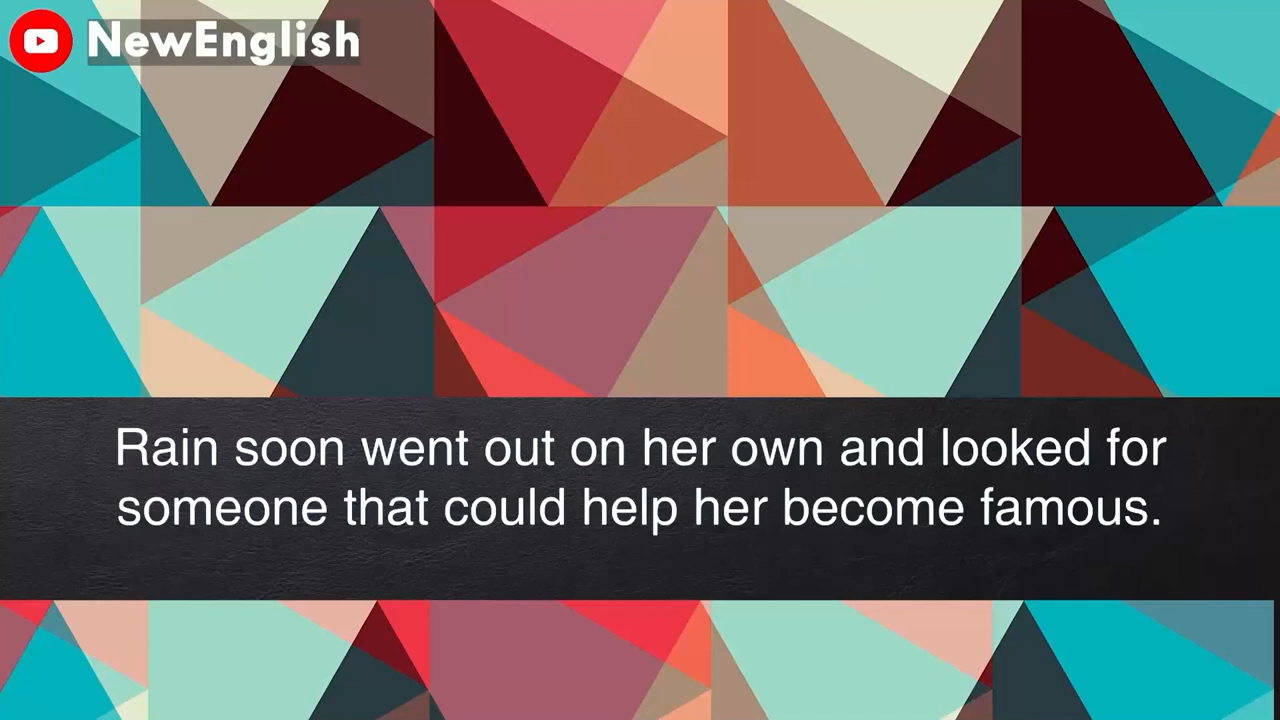 NewEnglish
Rain soon went out on her own and looked for
someone that could help her become famous.